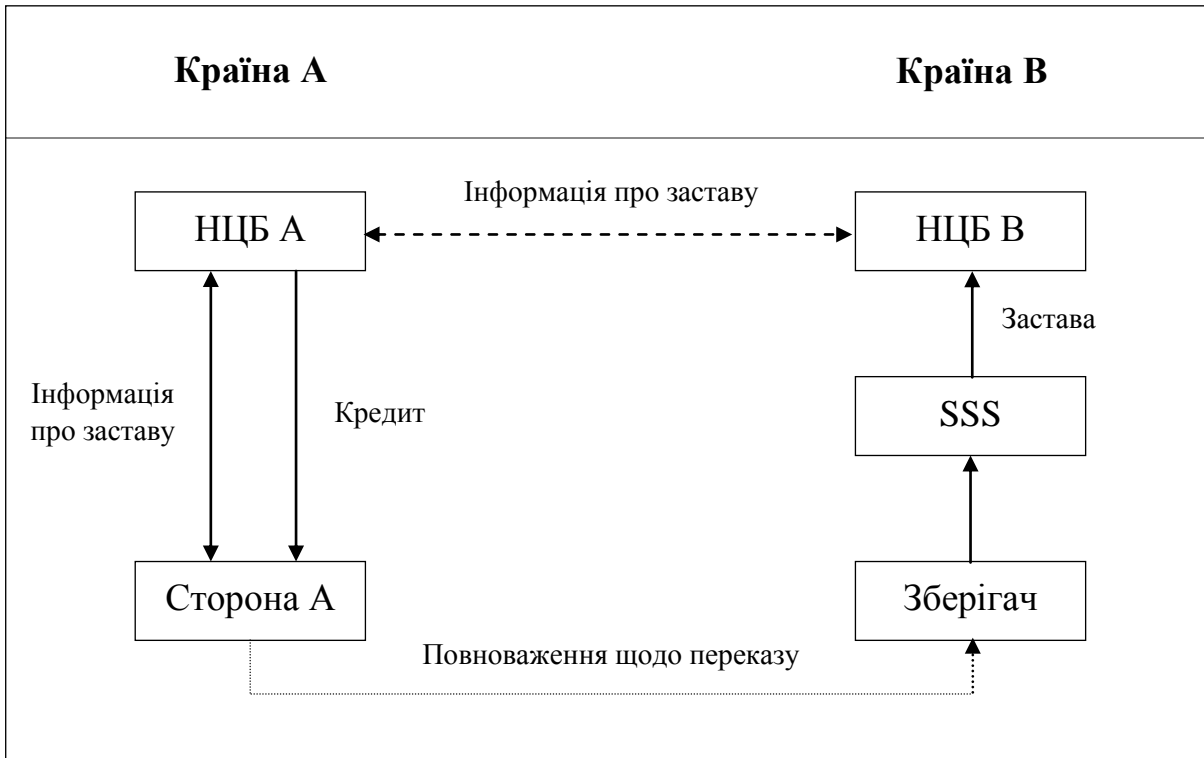 Країна А
Країна В
Інформація про заставу
НЦБ А
НЦБ В
Застава
Інформація
про заставу
Кредит
SSS
Сторона А
Зберігач
Повноваження щодо переказу